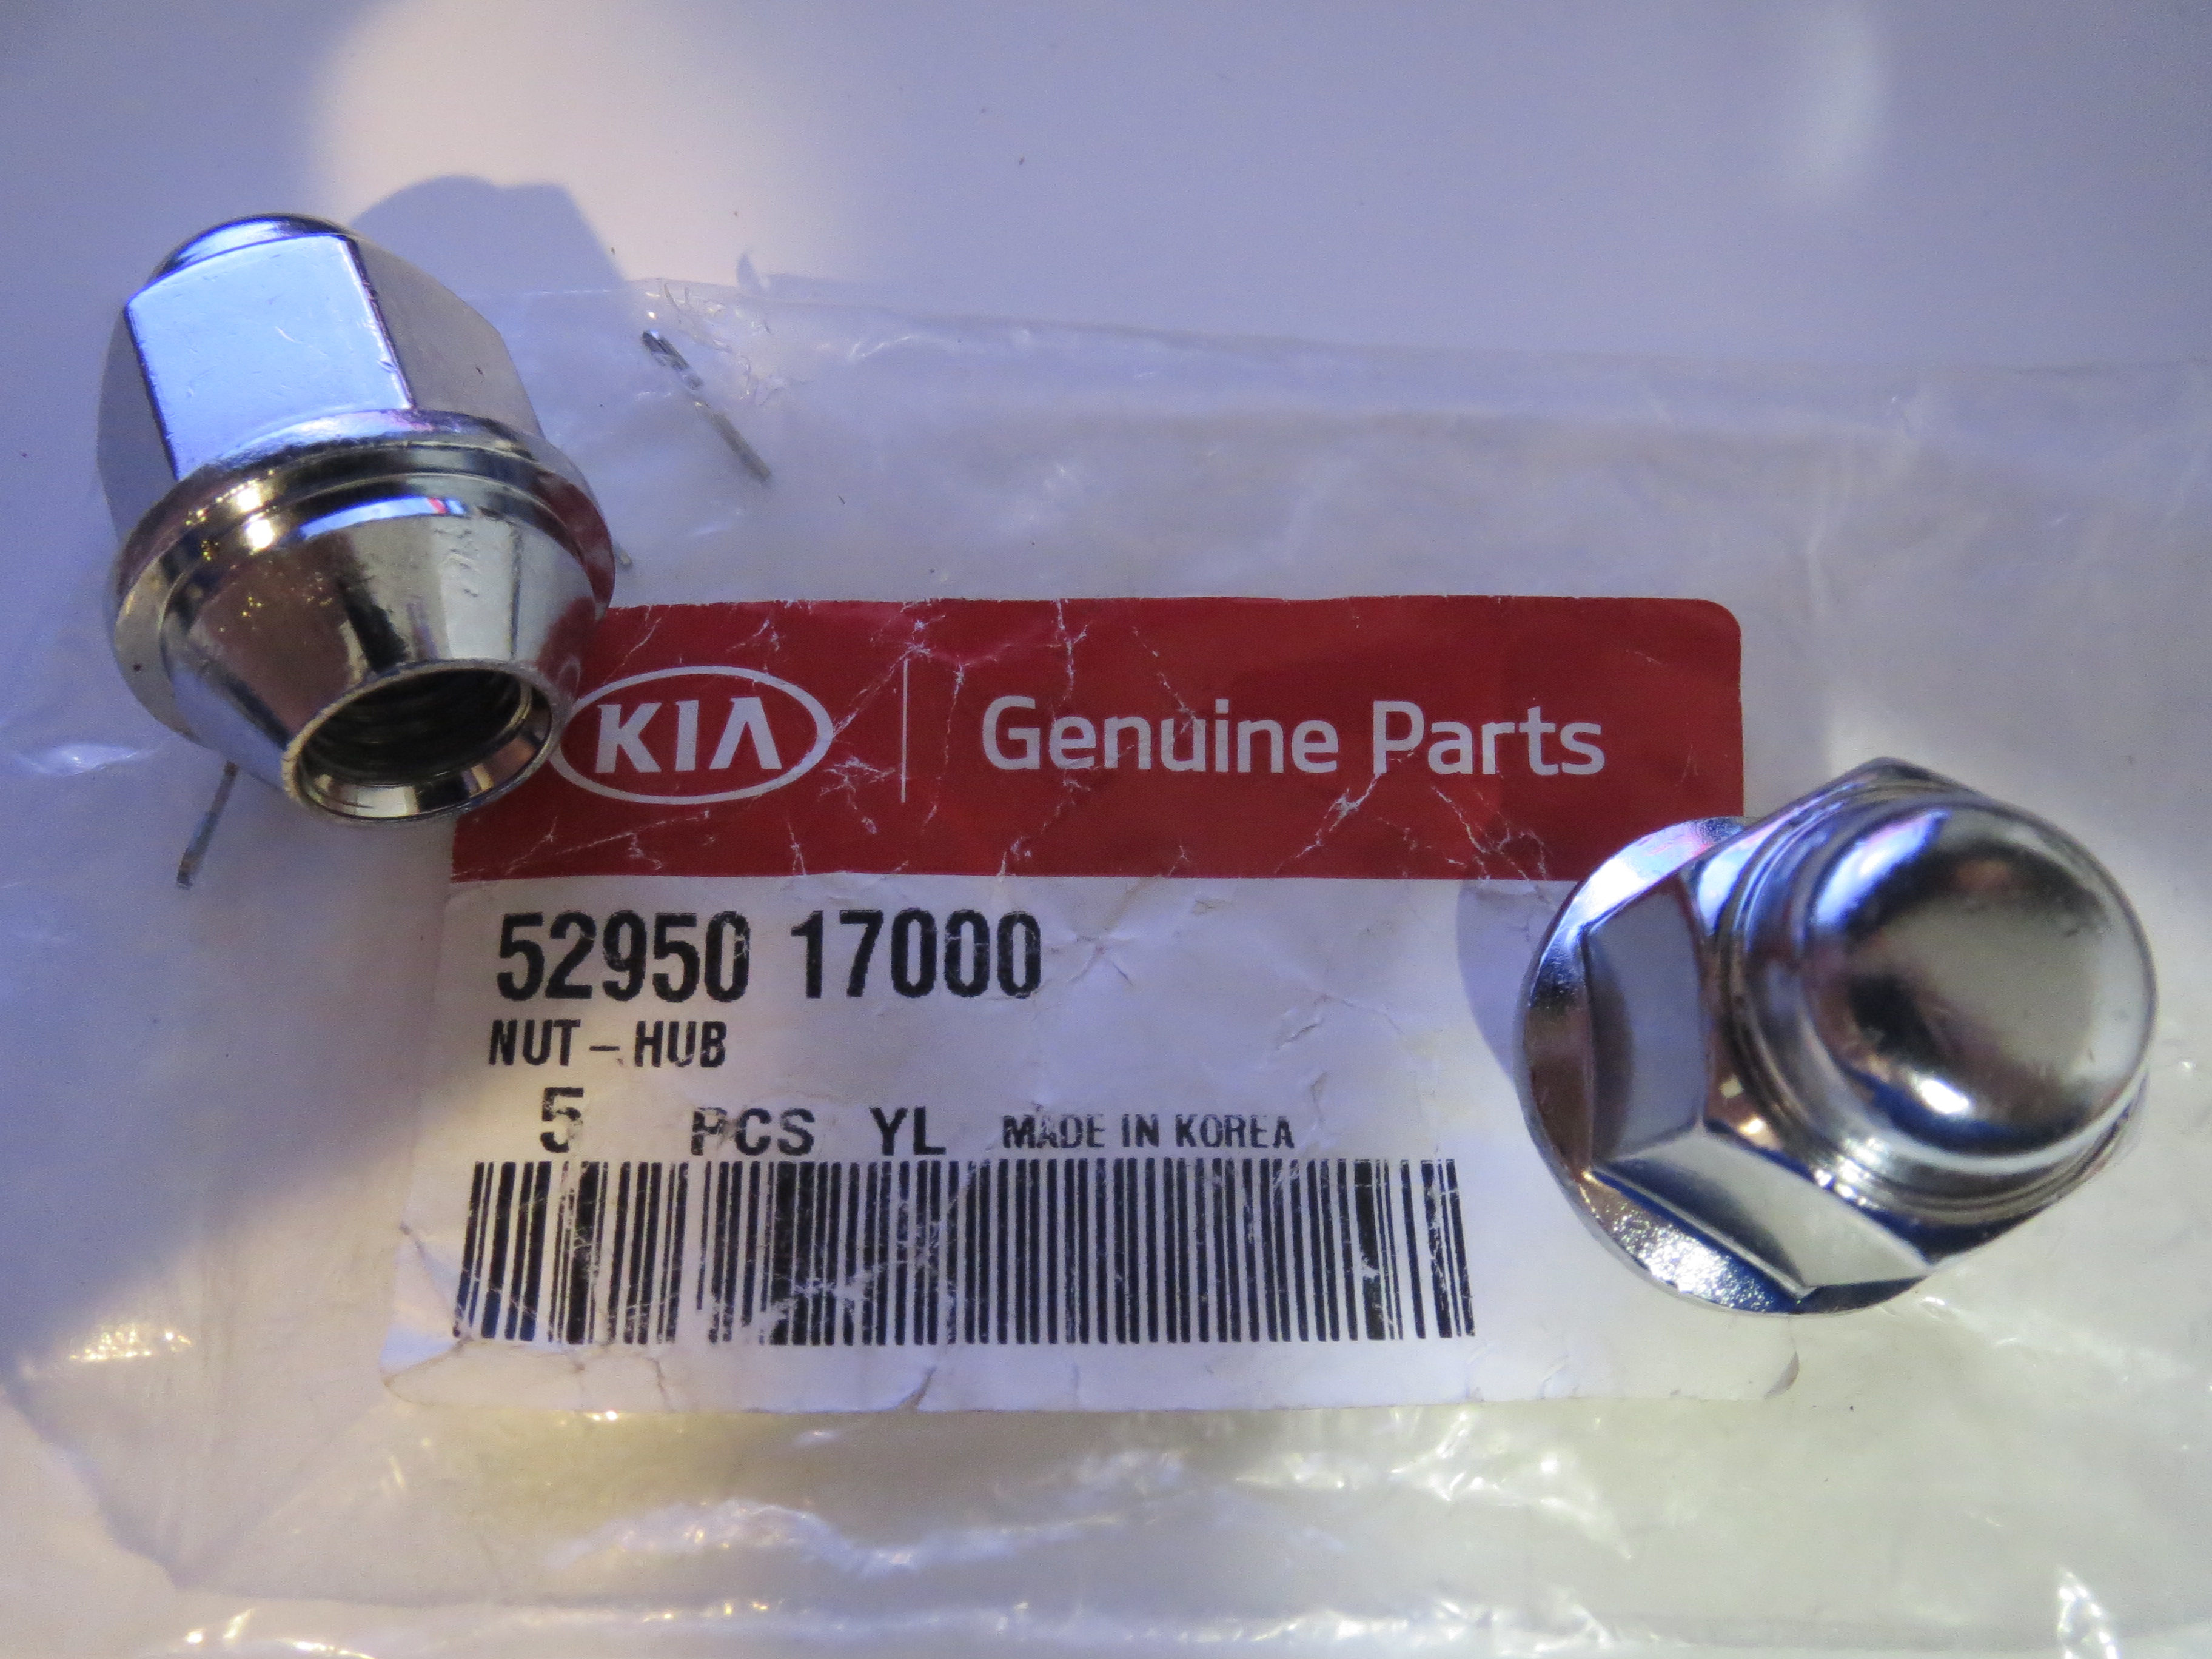 KIA Genuine Parts
52950 17000
NUT - HUB
5 PCS YL MADE IN KOREA